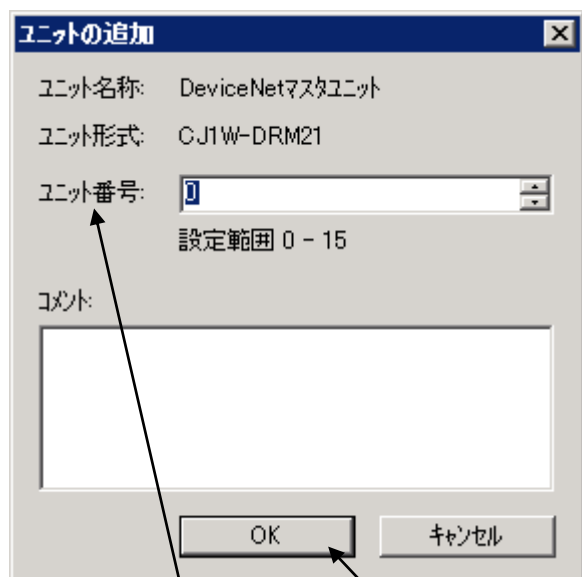 ユニットの追加
ユニット名称: DeviceNetマスタユニット
ユニット形式: CJ1W-DRM21
ユニット番号: 0
設定範囲 0 - 15
コメント:
OK キャンセル